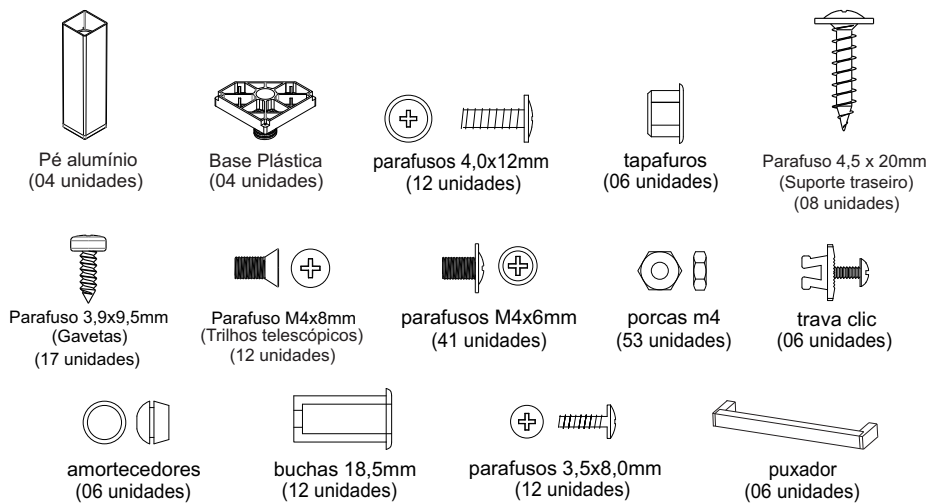 Pé alumínio
(04 unidades)
Base Plástica
(04 unidades)
parafusos 4,0x12mm
(12 unidades)
tapafuros
(06 unidades)
Parafuso 4,5 x 20mm
(Suporte traseiro)
(08 unidades)
Parafuso 3,9x9,5mm
(Gavetas)
(17 unidades)
Parafuso M4x8mm
(Trilhos telescópicos)
(12 unidades)
parafusos M4x6mm
(41 unidades)
porcas m4
(53 unidades)
trava clic
(06 unidades)
amortecedores
(06 unidades)
buchas 18,5mm
(12 unidades)
parafusos 3,5x8,0mm
(12 unidades)
puxador
(06 unidades)